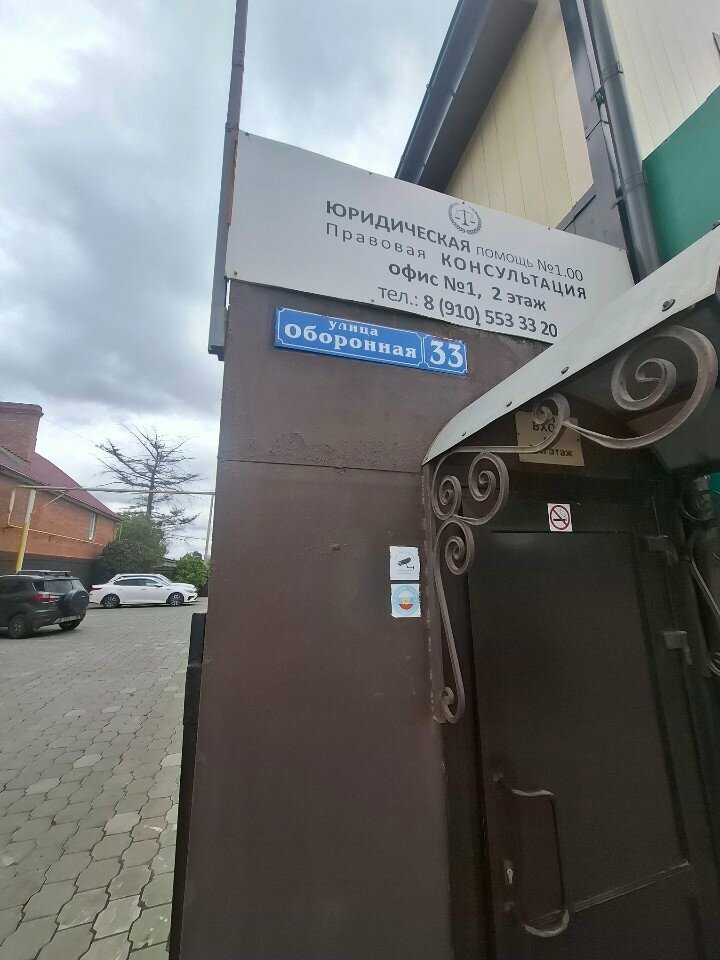 ЮРИДИЧЕСКАЯ помощь №1.00
Правовая КОНСУЛЬТАЦИЯ
офис №1, 2 этаж
тел.: 8 (910) 553 33 20
улица
Оборонная 33
этаж